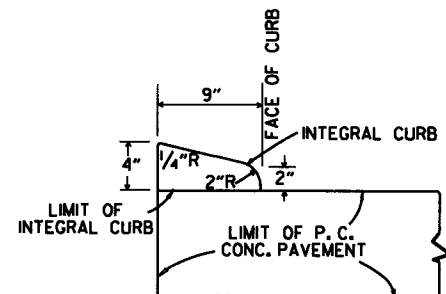 9"
FACE OF CURB
INTEGRAL CURB
4"
1/4"R
2"R
2"
LIMIT OF
INTEGRAL CURB
LIMIT OF P.C.
CONC. PAVEMENT